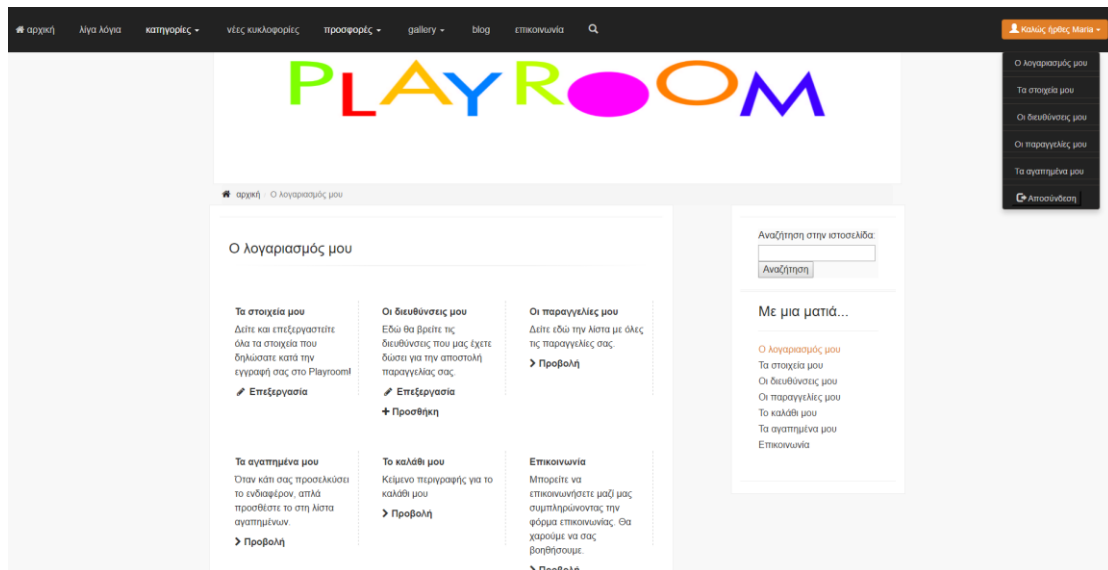 αρχική λίγα λόγια κατηγορίες νέες κυκλοφορίες προσφορές gallery blog επικοινωνία Καλώς ήρθες Maria
Ο λογαριασμός μου
Τα στοιχεία μου
Οι διευθύνσεις μου
Οι παραγγελίες μου
Τα αγαπημένα μου
Αποσύνδεση
PLAYROOM
αρχική Ο λογαριασμός μου
Ο λογαριασμός μου
Τα στοιχεία μου
Δείτε και επεξεργαστείτε
όλα τα στοιχεία που
δηλώσατε κατά την
εγγραφή σας στο Playroom!
Επεξεργασία
Οι διευθύνσεις μου
Εδώ θα βρείτε τις
διευθύνσεις που μας έχετε
δώσει για την αποστολή
παραγγελίας σας.
Επεξεργασία
Προσθήκη
Οι παραγγελίες μου
Δείτε εδώ την λίστα με όλες
τις παραγγελίες σας.
Προβολή
Τα αγαπημένα μου
Όταν κάτι σας προσελκύσει
το ενδιαφέρον, απλά
προσθέστε το στη λίστα
αγαπημένων.
Προβολή
Το καλάθι μου
Κείμενο περιγραφής για το
καλάθι μου
Προβολή
Επικοινωνία
Μπορείτε να
επικοινωνήσετε μαζί μας
συμπληρώνοντας την
φόρμα επικοινωνίας. Θα
χαρούμε να σας
βοηθήσουμε.
Προβολή
Αναζήτηση στην ιστοσελίδα:
Αναζήτηση
Με μια ματιά...
Ο λογαριασμός μου
Τα στοιχεία μου
Οι διευθύνσεις μου
Οι παραγγελίες μου
Το καλάθι μου
Τα αγαπημένα μου
Επικοινωνία